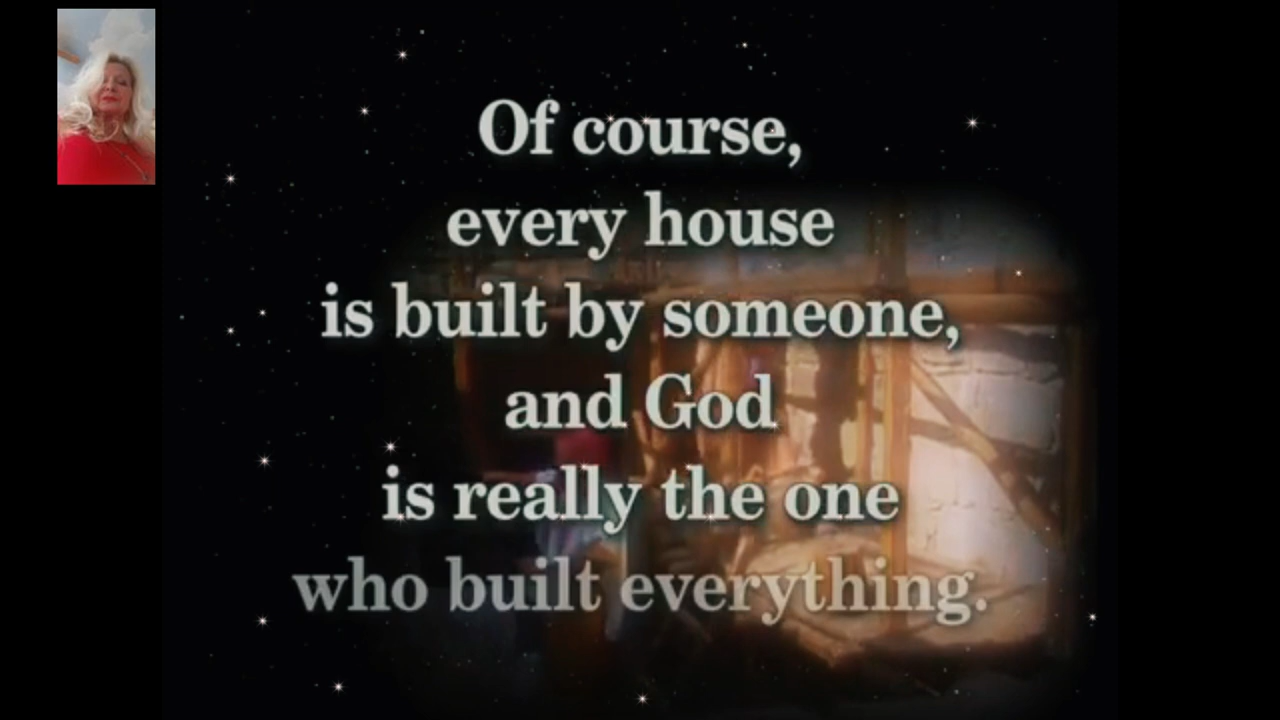 Of course,
every house
is built by someone,
and God
is really the one
who built everything.